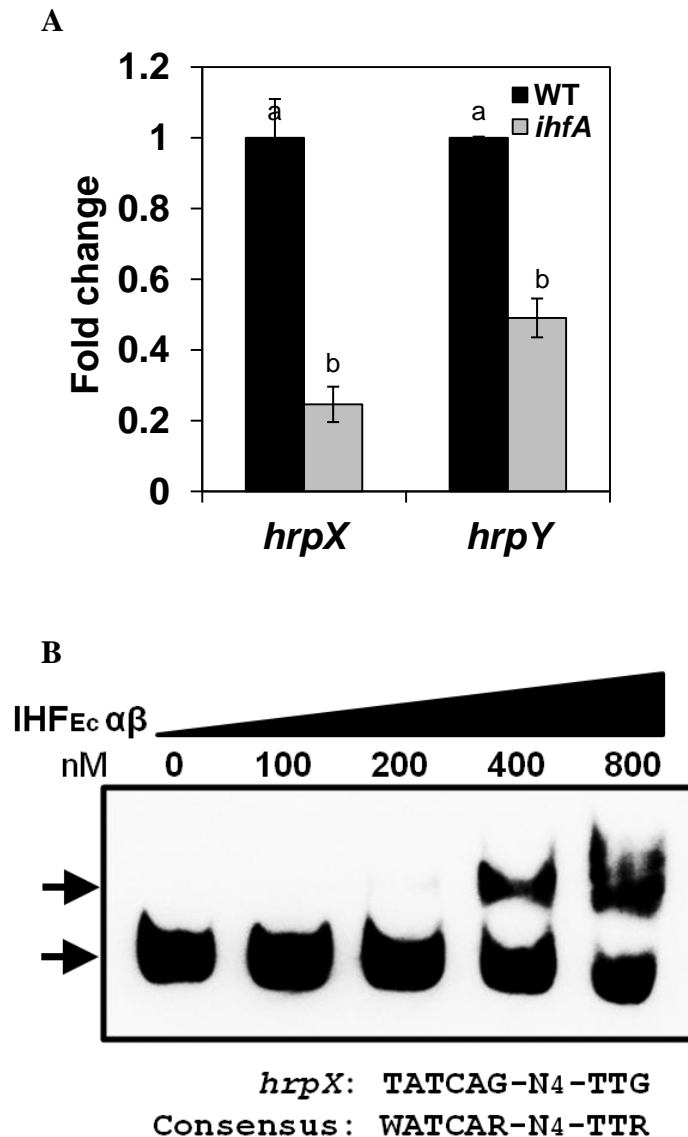 A
1.2
1
0.8
0.6
0.4
0.2
0
Fold change
WT
ihfA
a
b
a
b
hrpX hrpY
B
IHFEc αβ
nM 0 100 200 400 800
hrpX: TATCAG-N4-TTG
Consensus: WATCAR-N4-TTR